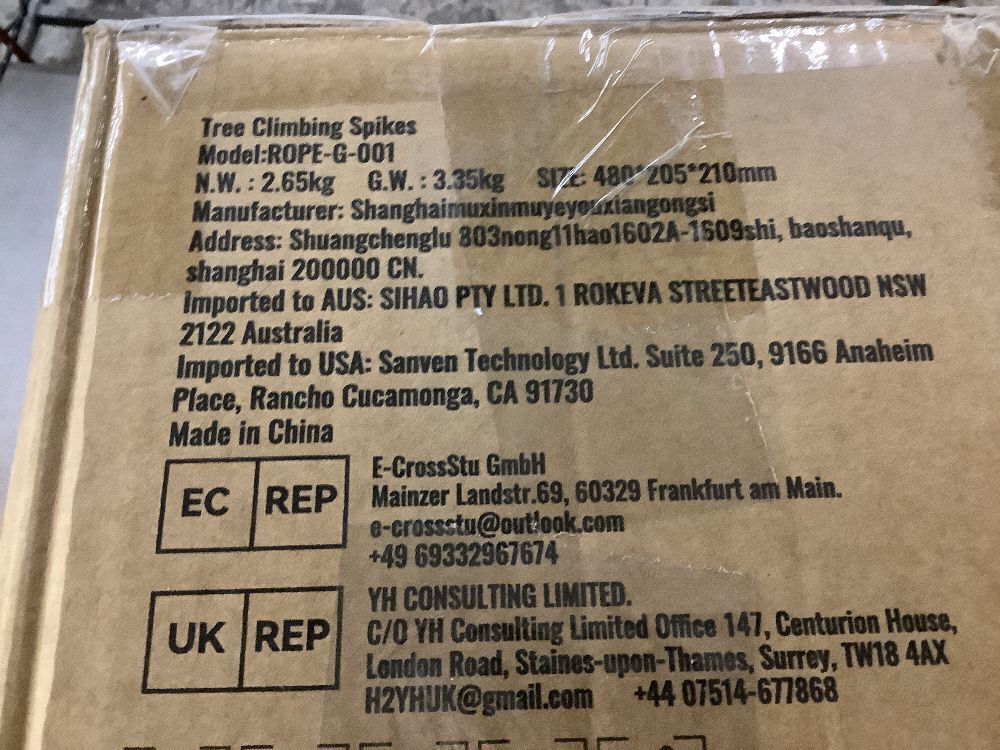 Tree Climbing Spikes
Model:ROPE-G-001
N.W. : 2.65kg G.W. : 3.35kg SIZE: 480*205*210mm
Manufacturer: Shanghaimuxinmuyeyouxiangongsi
Address: Shuangchenglu 803nong11hao1602A-1609shi, baoshanqu,
shanghai 200000 CN.
Imported to AUS: SIHAO PTY LTD. 1 ROKEVA STREETEASTWOOD NSW
2122 Australia
Imported to USA: Sanven Technology Ltd. Suite 250, 9166 Anaheim
Place, Rancho Cucamonga, CA 91730
Made in China
EC REP
E-CrossStu GmbH
Mainzer Landstr.69, 60329 Frankfurt am Main.
e-crossstu@outlook.com
+49 69332967674
UK REP
YH CONSULTING LIMITED.
C/O YH Consulting Limited Office 147, Centurion House,
London Road, Staines-upon-Thames, Surrey, TW18 4AX
H2YHUK@gmail.com +44 07514-677868